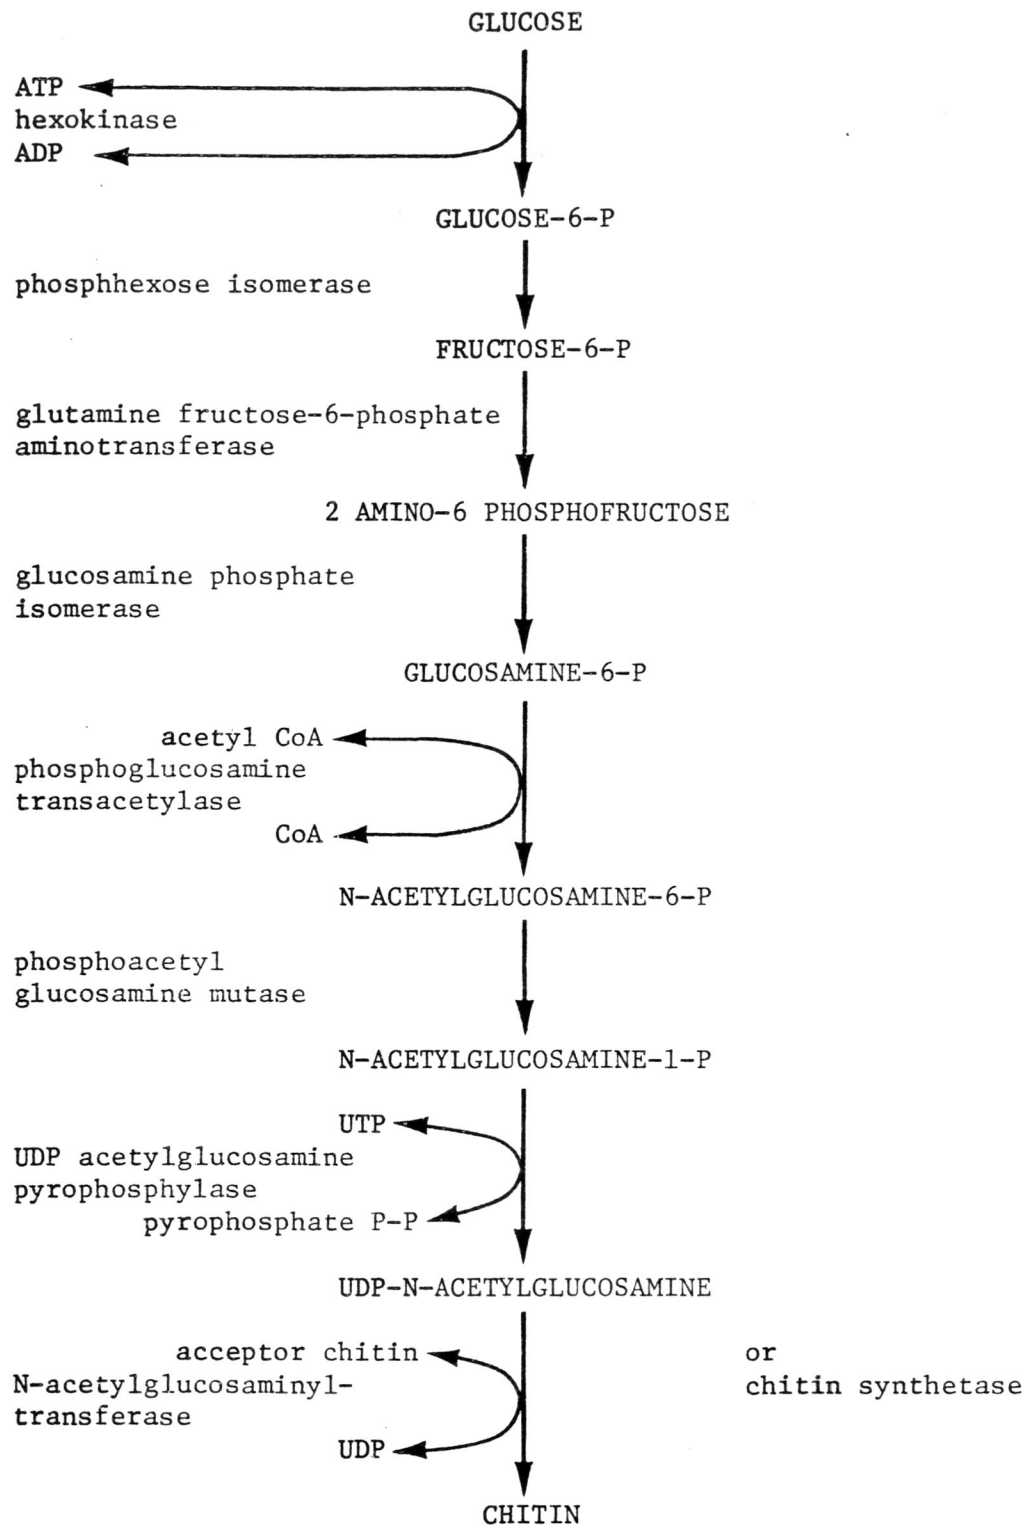 GLUCOSE
ATP
hexokinase
ADP
GLUCOSE-6-P
phosphhexose isomerase
FRUCTOSE-6-P
glutamine fructose-6-phosphate
aminotransferase
2 AMINO-6 PHOSPHOFRUCTOSE
glucosamine phosphate
isomerase
GLUCOSAMINE-6-P
acetyl CoA
phosphoglucosamine
transacetylase
CoA
N-ACETYLGLUCOSAMINE-6-P
phosphoacetyl
glucosamine mutase
N-ACETYLGLUCOSAMINE-1-P
UTP
UDP acetylglucosamine
pyrophosphylase
pyrophosphate P-P
UDP-N-ACETYLGLUCOSAMINE
acceptor chitin
N-acetylglucosaminyl-
transferase
UDP
or
chitin synthetase
CHITIN